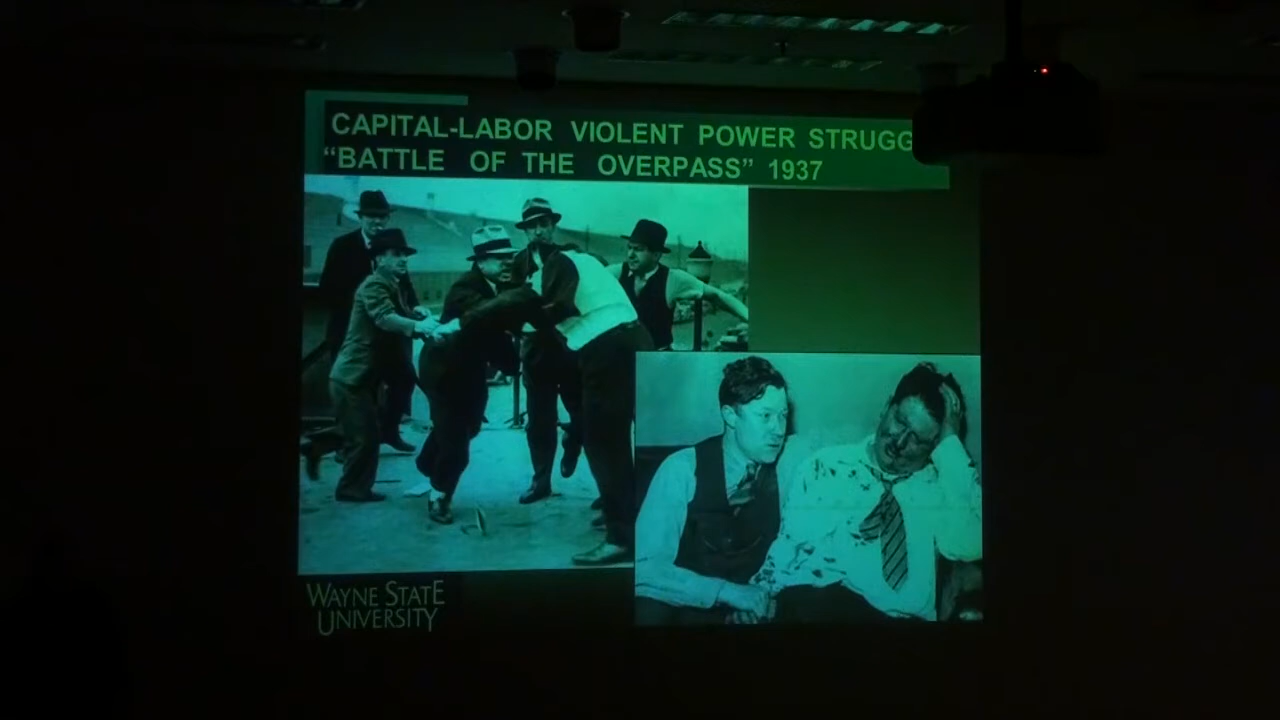 CAPITAL-LABOR VIOLENT POWER STRUGG
“BATTLE OF THE OVERPASS” 1937
WAYNE STATE
UNIVERSITY